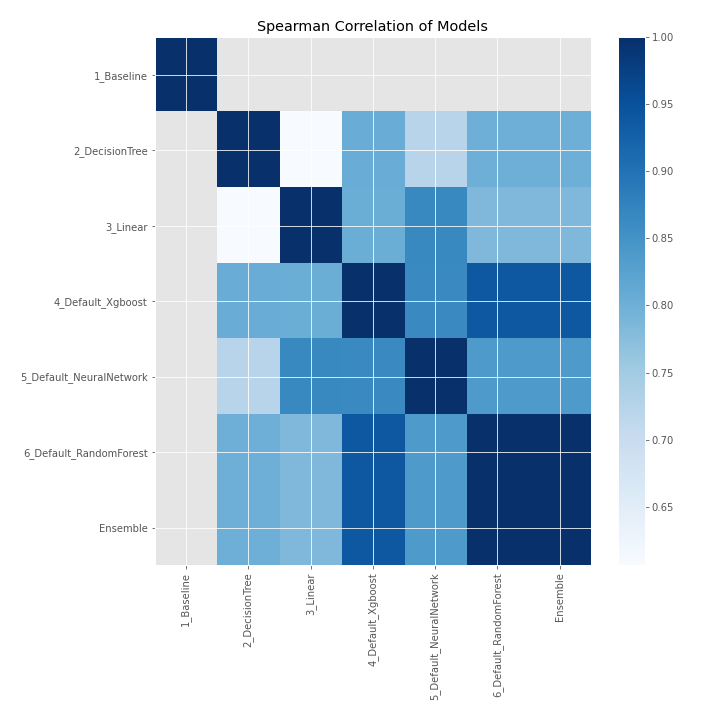 Spearman Correlation of Models
1_Baseline
2_DecisionTree
3_Linear
4_Default_Xgboost
5_Default_NeuralNetwork
6_Default_RandomForest
Ensemble
1_Baseline
2_DecisionTree
3_Linear
4_Default_Xgboost
5_Default_NeuralNetwork
6_Default_RandomForest
Ensemble
1.00
0.95
0.90
0.85
0.80
0.75
0.70
0.65